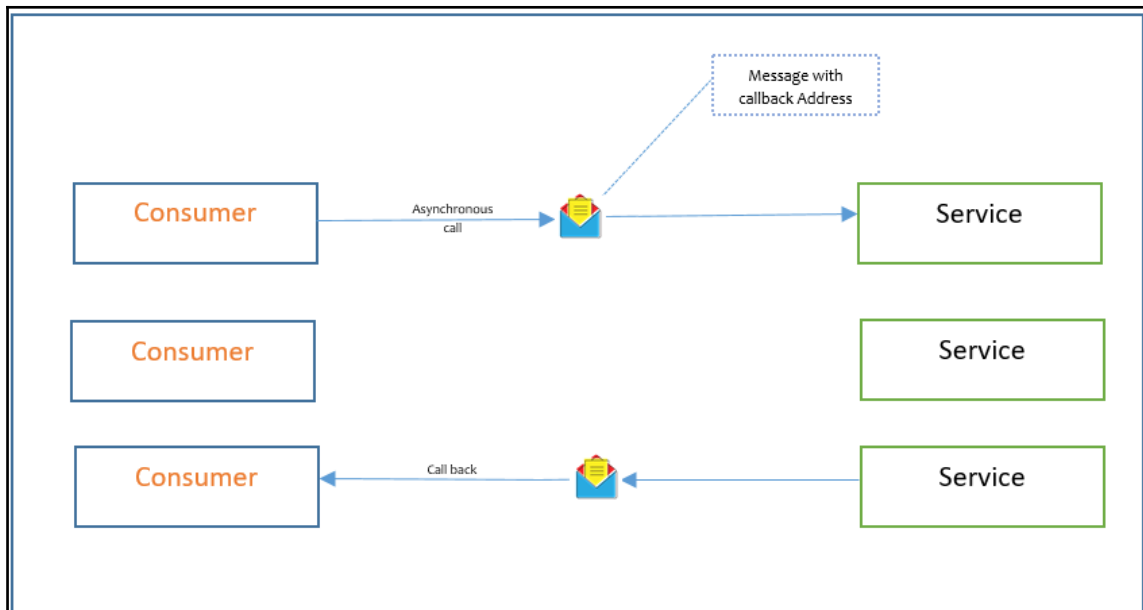 Message with
callback Address
Consumer
Asynchronous
call
Service
Consumer
Service
Consumer
Call back
Service